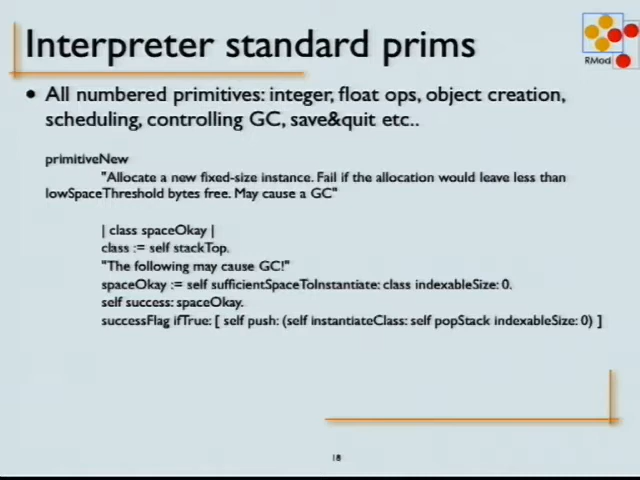 Interpreter standard prims
RMod
• All numbered primitives: integer, float ops, object creation,
scheduling, controlling GC, save&quit etc..
primitiveNew
"Allocate a new fixed-size instance. Fail if the allocation would leave less than
lowSpaceThreshold bytes free. May cause a GC"
| class spaceOkay |
class := self stackTop.
"The following may cause GC!"
spaceOkay := self sufficientSpaceToInstantiate: class indexableSize: 0.
self success: spaceOkay.
successFlag ifTrue: [ self push: (self instantiateClass: self popStack indexableSize: 0) ]
18